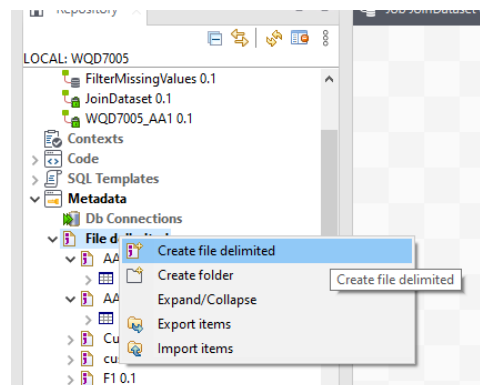 Repository
Job JoinDataset
LOCAL: WQD7005
FilterMissingValues 0.1
JoinDataset 0.1
WQD7005_AA1 0.1
Contexts
Code
SQL Templates
Metadata
Db Connections
File delimited
AA
Create file delimited
Create folder
Create file delimited
AA
Expand/Collapse
Cu
Export items
cu
Import items
F1 0.1